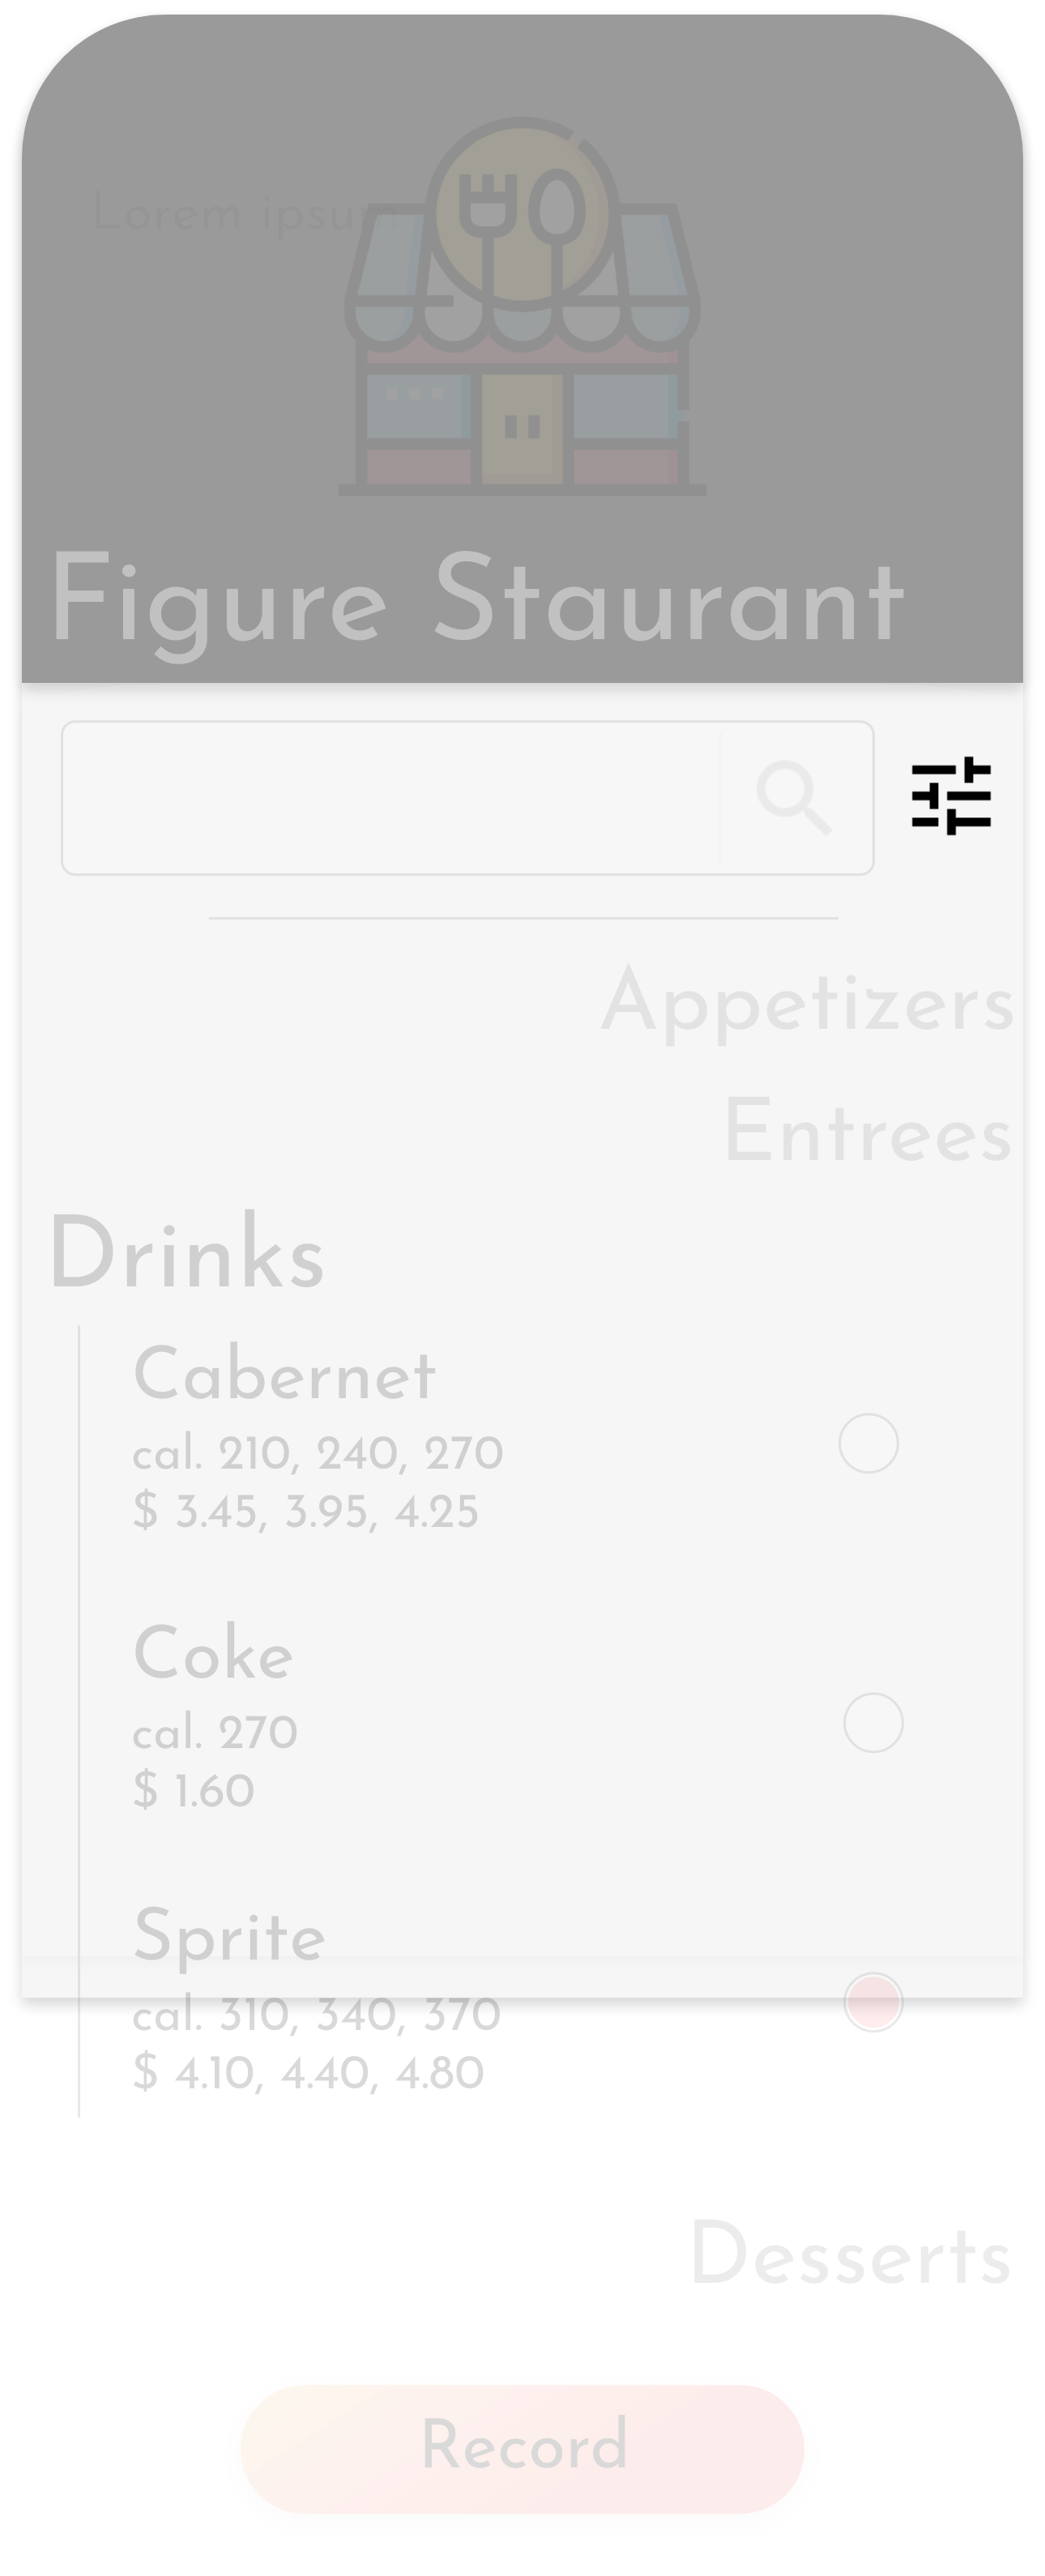 Lorem ipsum
Figure Staurant
Appetizers
Entrees
Drinks
Cabernet
cal. 210, 240, 270
$ 3.45, 3.95, 4.25
Coke
cal. 270
$ 1.60
Sprite
cal. 310, 340, 370
$ 4.10, 4.40, 4.80
Desserts
Record